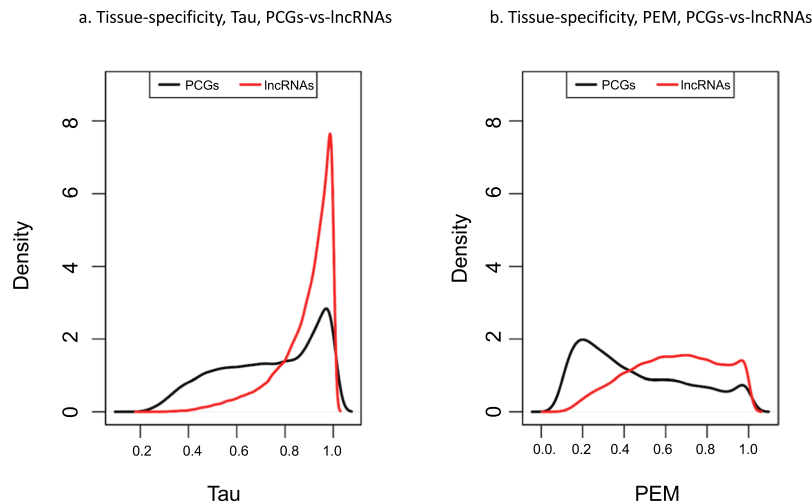 a. Tissue-specificity, Tau, PCGs-vs-lncRNAs
PCGs lncRNAs
Density
8
6
4
2
0
0.2 0.4 0.6 0.8 1.0
Tau
b. Tissue-specificity, PEM, PCGs-vs-lncRNAs
PCGs lncRNAs
Density
8
6
4
2
0
0.0. 0.2 0.4 0.6 0.8 1.0
PEM